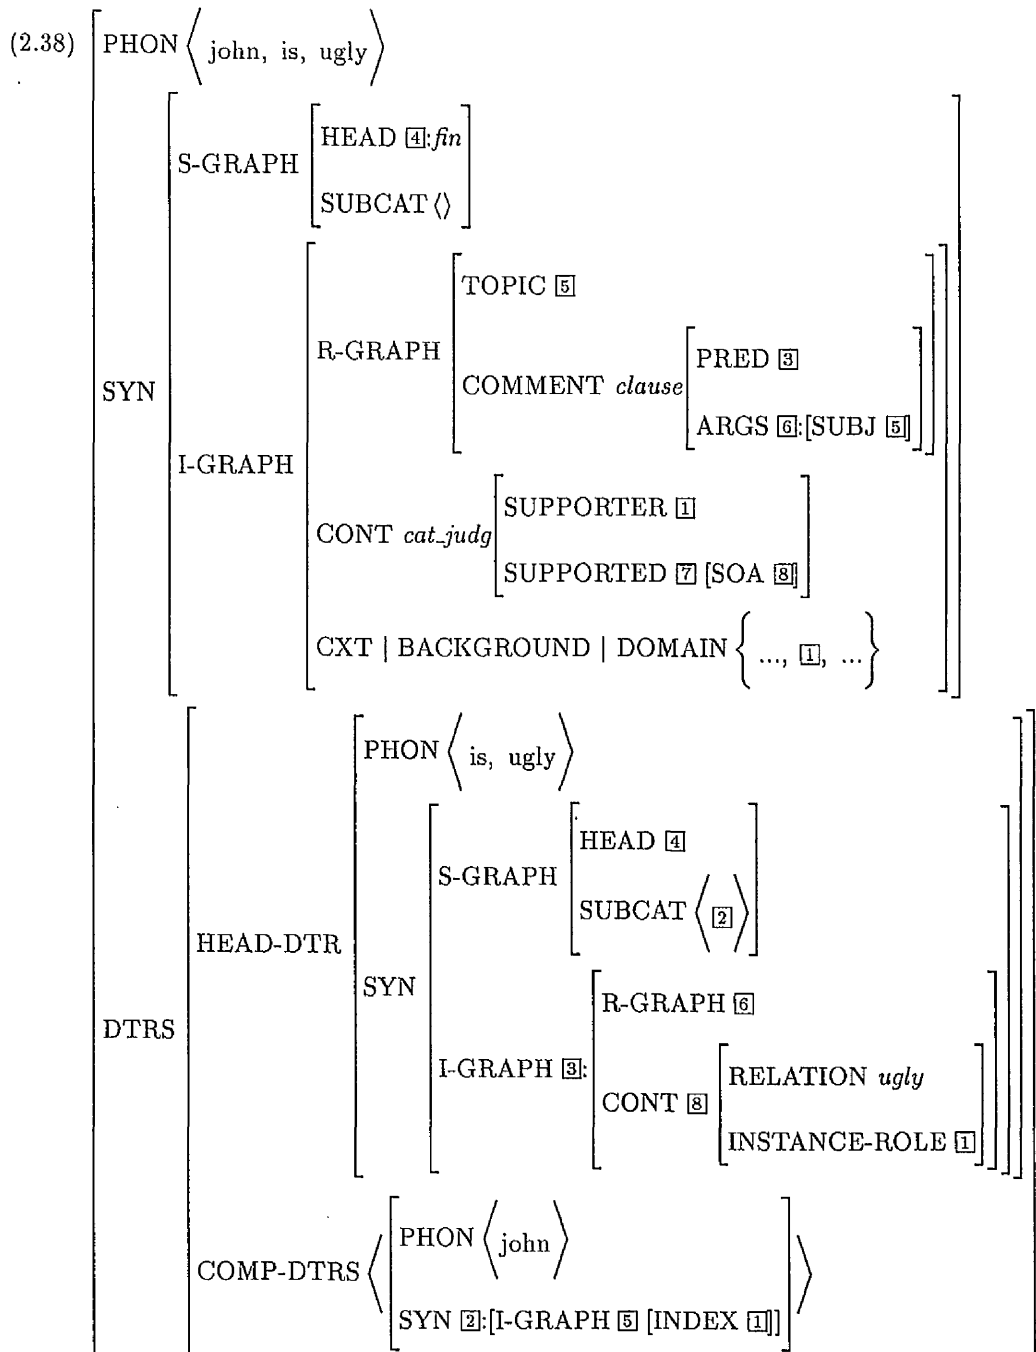 (2.38) PHON ⟨john, is, ugly⟩
HEAD [4]:fin
S-GRAPH
SUBCAT ⟨⟩
TOPIC [5]
R-GRAPH
PRED [3]
COMMENT clause
SYN
ARGS [6]:[SUBJ [5]]
I-GRAPH
SUPPORTER [1]
CONT cat_judg
SUPPORTED [7] [SOA [8]]
CXT | BACKGROUND | DOMAIN {..., [1], ...}
PHON ⟨is, ugly⟩
HEAD [4]
S-GRAPH
SUBCAT ⟨[2]⟩
HEAD-DTR
SYN
R-GRAPH [6]
DTRS
I-GRAPH [3]:
RELATION ugly
CONT [8]
INSTANCE-ROLE [1]
PHON ⟨john⟩
COMP-DTRS
SYN [2]:[I-GRAPH [5] [INDEX [1]]]